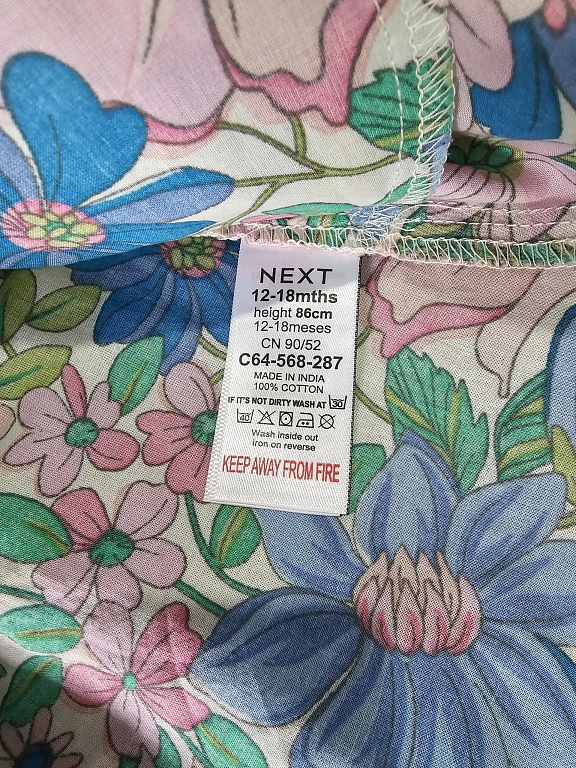 NEXT
12-18mths
height 86cm
12-18meses
CN 90/52
C64-568-287
MADE IN INDIA
100% COTTON
IF IT'S NOT DIRTY WASH AT 30
40
Wash inside out
Iron on reverse
KEEP AWAY FROM FIRE